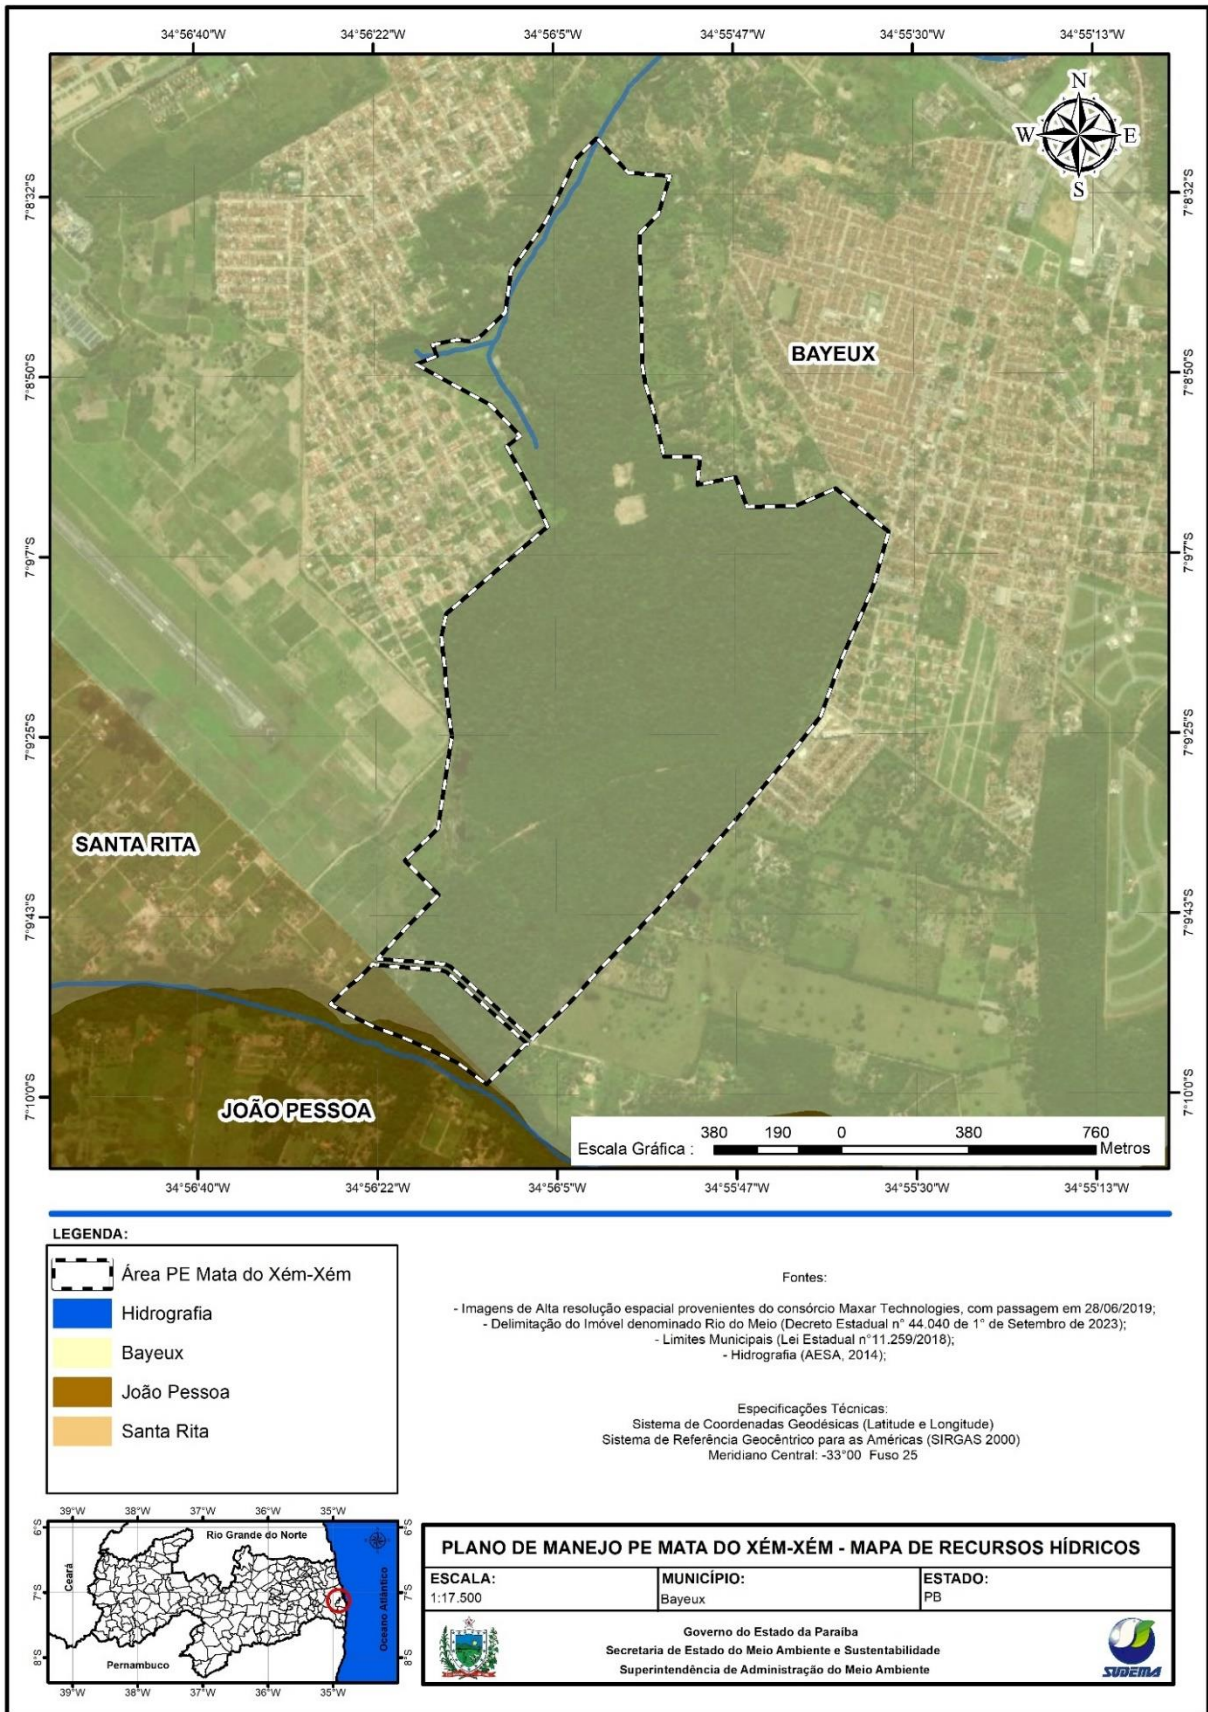 34°56'40"W 34°56'22"W 34°56'5"W 34°55'47"W 34°55'30"W 34°55'13"W
N
W E
S
7°8'32"S 7°8'32"S
BAYEUX
7°8'50"S 7°8'50"S
7°9'7"S 7°9'7"S
7°9'25"S 7°9'25"S
SANTA RITA
7°9'43"S 7°9'43"S
7°10'0"S 7°10'0"S
JOÃO PESSOA
380 190 0 380 760
Escala Gráfica : Metros
34°56'40"W 34°56'22"W 34°56'5"W 34°55'47"W 34°55'30"W 34°55'13"W
LEGENDA:
Área PE Mata do Xém-Xém
Hidrografia
Bayeux
João Pessoa
Santa Rita
Fontes:
- Imagens de Alta resolução espacial provenientes do consórcio Maxar Technologies, com passagem em 28/06/2019;
- Delimitação do Imóvel denominado Rio do Meio (Decreto Estadual n° 44.040 de 1° de Setembro de 2023);
- Limites Municipais (Lei Estadual n°11.259/2018);
- Hidrografia (AESA, 2014);
Especificações Técnicas:
Sistema de Coordenadas Geodésicas (Latitude e Longitude)
Sistema de Referência Geocêntrico para as Américas (SIRGAS 2000)
Meridiano Central: -33°00 Fuso 25
39°W 38°W 37°W 36°W 35°W
6°S 6°S
Rio Grande do Norte
Ceará
7°S 7°S
Oceano Atlântico
Pernambuco
8°S 8°S
39°W 38°W 37°W 36°W 35°W
PLANO DE MANEJO PE MATA DO XÉM-XÉM - MAPA DE RECURSOS HÍDRICOS
ESCALA: MUNICÍPIO: ESTADO:
1:17.500 Bayeux PB
Governo do Estado da Paraíba
Secretaria de Estado do Meio Ambiente e Sustentabilidade
Superintendência de Administração do Meio Ambiente
SUDEMA